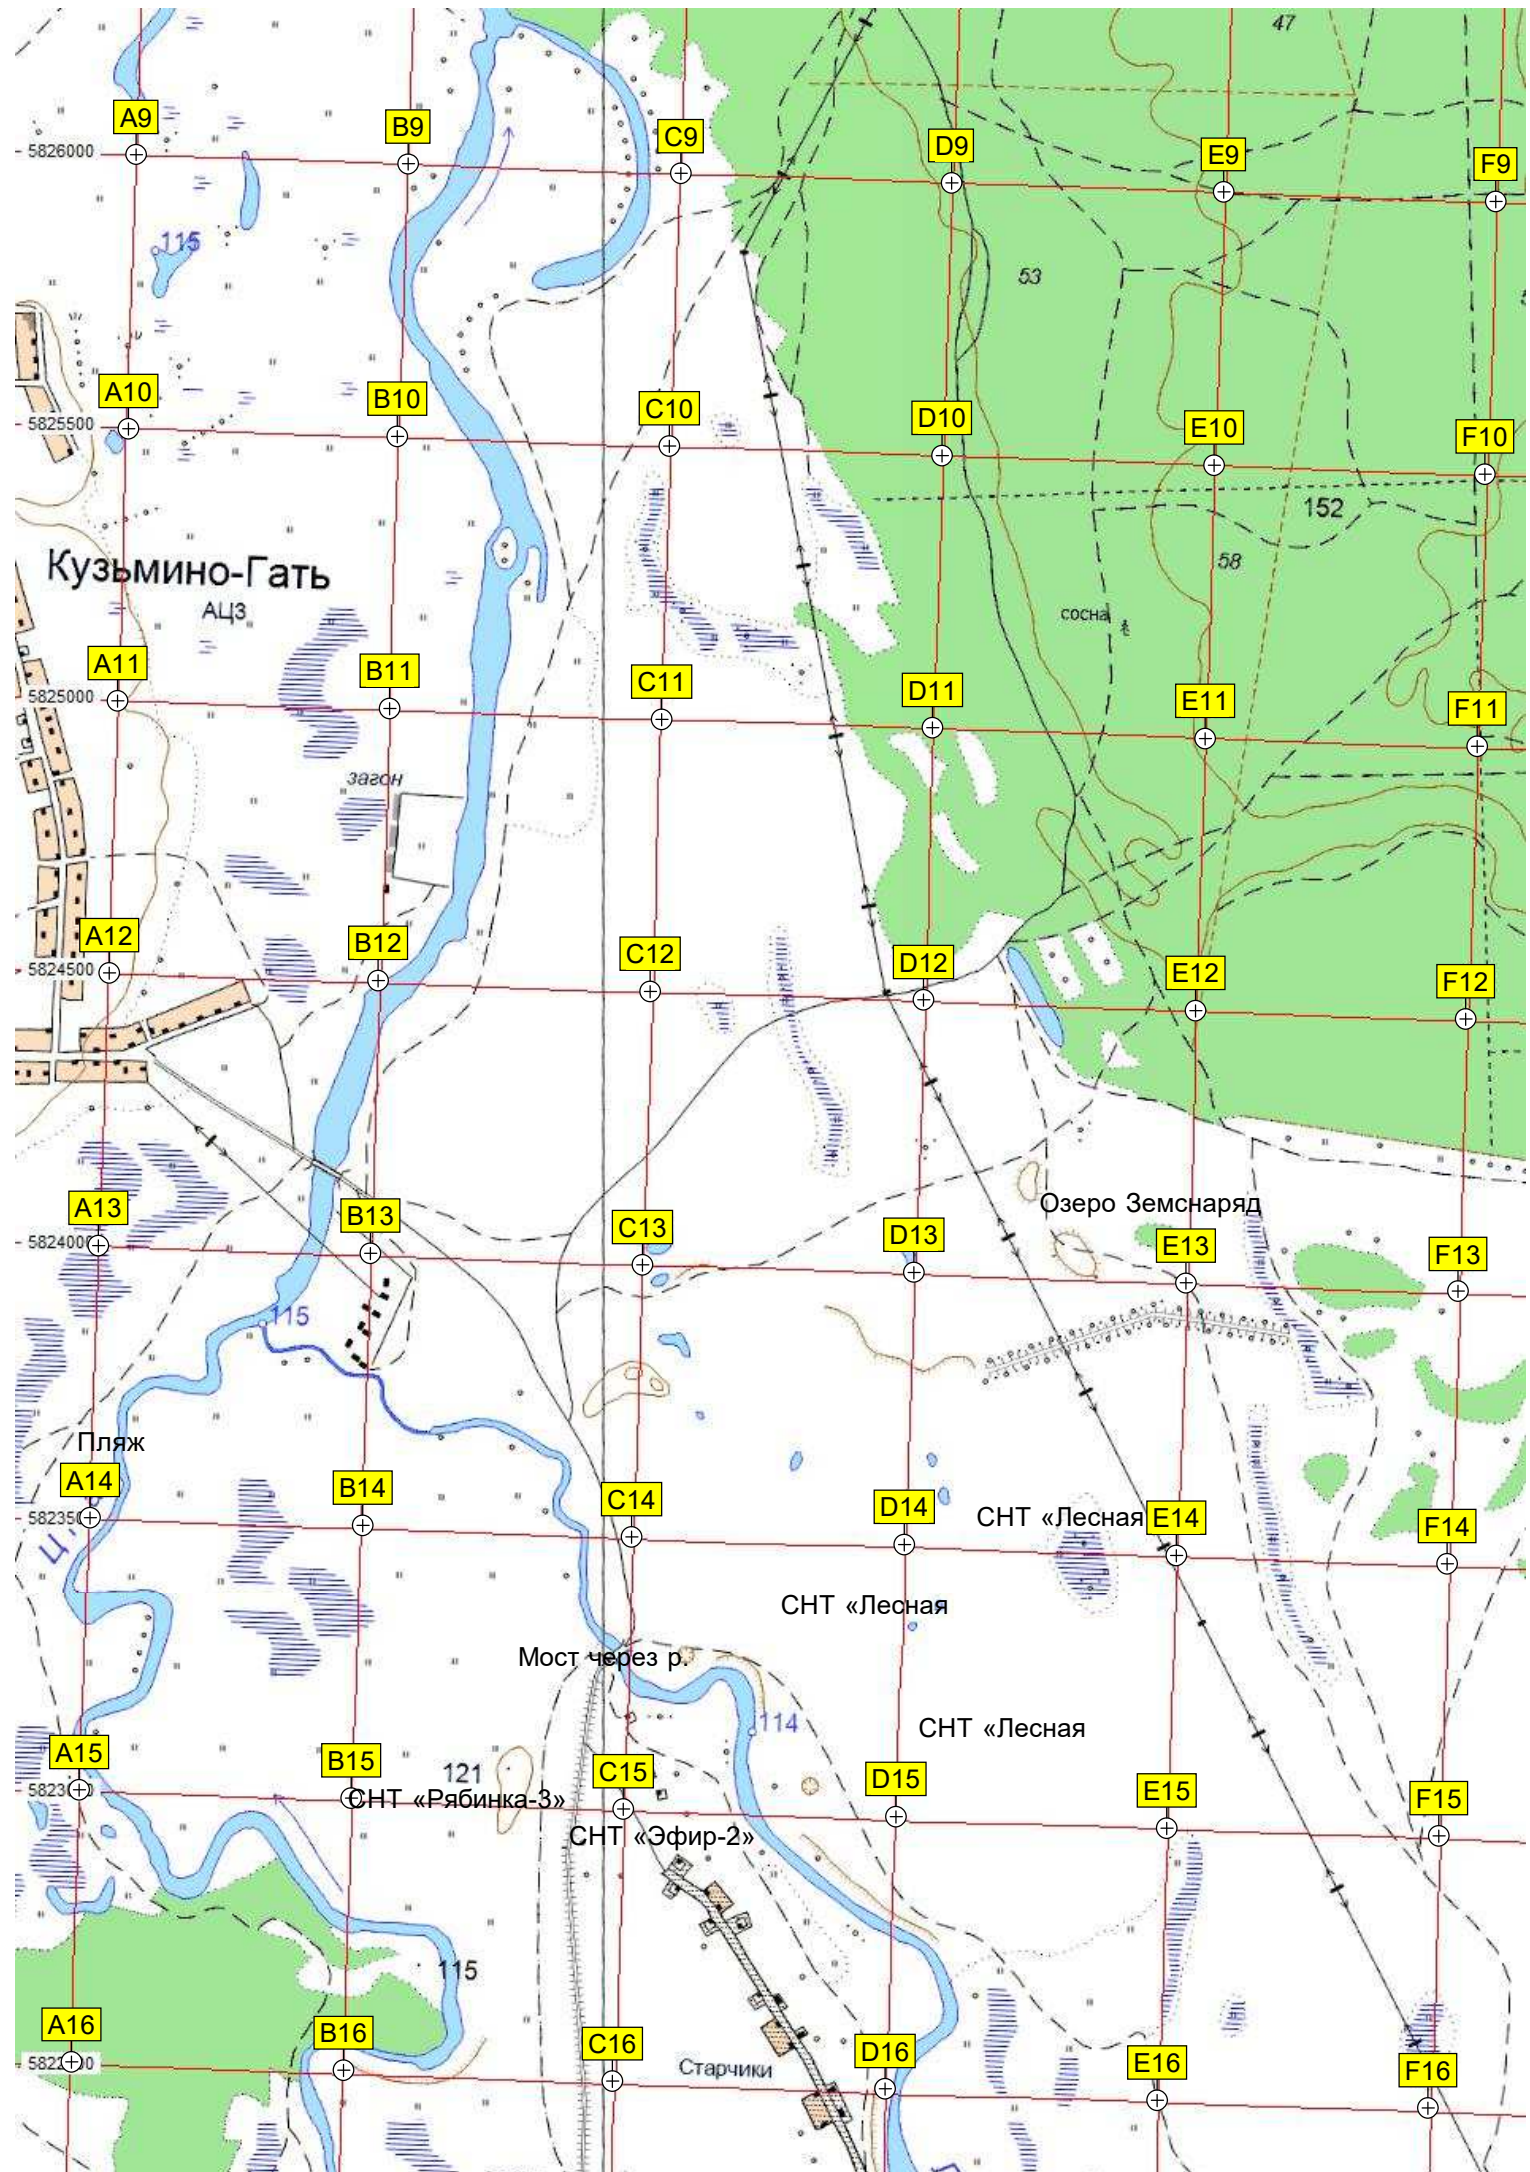 47
A9
B9
C9
D9
E9
F9
5826000
115
53
A10
B10
C10
D10
E10
F10
5825500
152
58
Кузьмино-Гать
АЦЗ
сосна
A11
B11
C11
D11
E11
F11
5825000
загон
A12
B12
C12
D12
E12
F12
5824500
Озеро Земснаряд
A13
B13
C13
D13
E13
F13
5824000
115
Пляж
A14
B14
C14
D14
E14
F14
СНТ «Лесная
Ц
СНТ «Лесная
Мост через р.
114
СНТ «Лесная
A15
B15
C15
D15
E15
F15
121
СНТ «Рябинка-3»
СНТ «Эфир-2»
115
A16
B16
C16
D16
E16
F16
Старчики